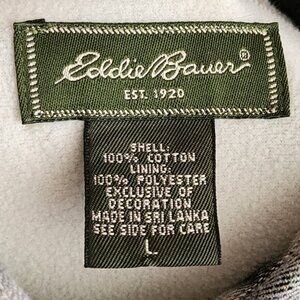 Eddie Bauer®
EST. 1920
SHELL:
100% COTTON
LINING:
100% POLYESTER
EXCLUSIVE OF
DECORATION
MADE IN SRI LANKA
SEE SIDE FOR CARE
L